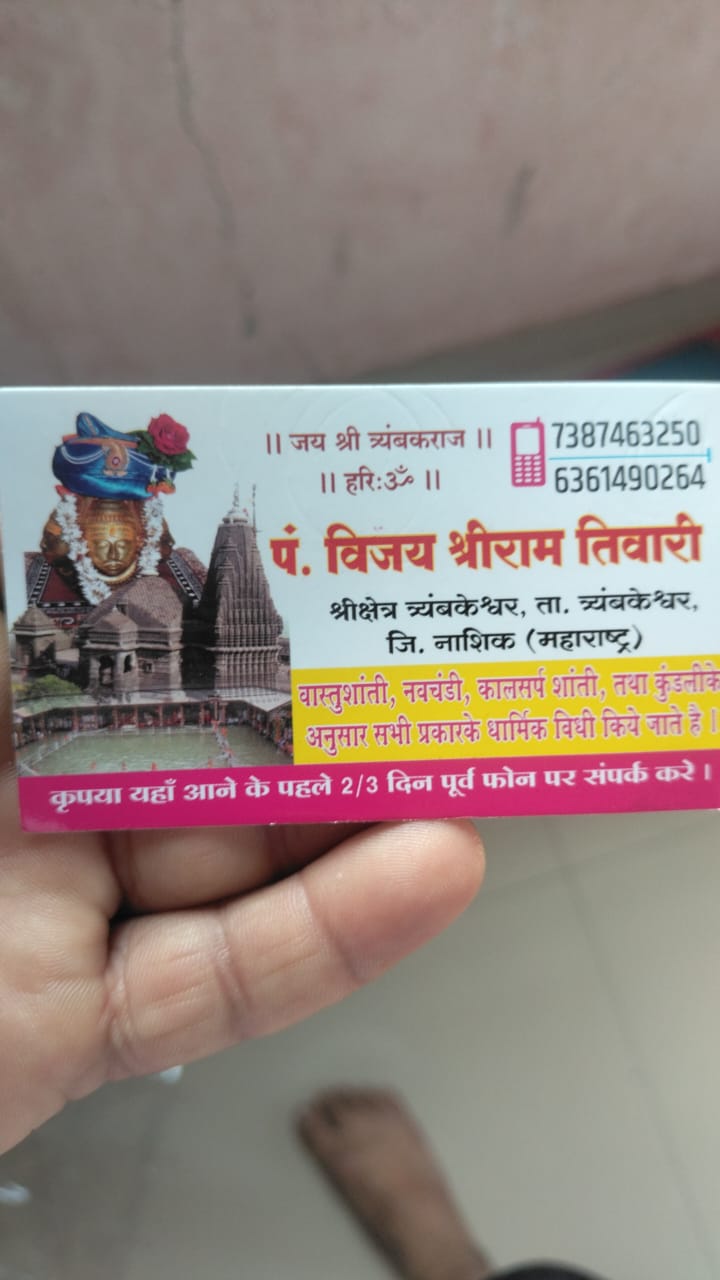 ।। जय श्री त्र्यंबकराज ।।
।। हरि:ॐ ।।
7387463250
6361490264
पं. विजय श्रीराम तिवारी
श्रीक्षेत्र त्र्यंबकेश्वर, ता. त्र्यंबकेश्वर,
जि. नाशिक (महाराष्ट्र)
वास्तुशांती, नवचंडी, कालसर्प शांती, तथा कुंडलीके
अनुसार सभी प्रकारके धार्मिक विधी किये जाते है ।
कृपया यहाँ आने के पहले 2/3 दिन पूर्व फोन पर संपर्क करे ।